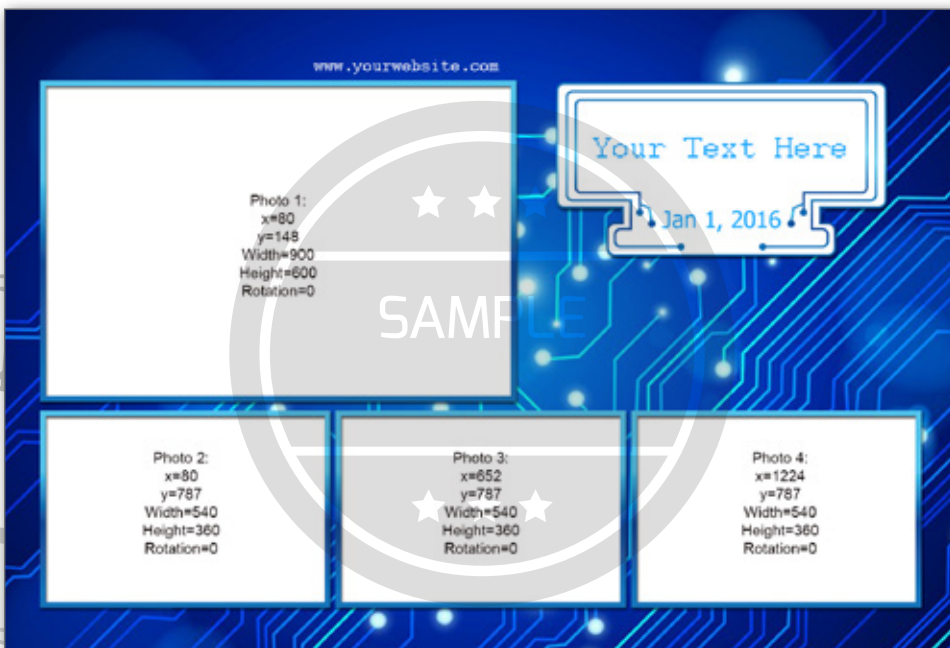 www.yourwebsite.com
Your Text Here
Jan 1, 2016
Photo 1:
x=80
y=148
Width=900
Height=600
Rotation=0
SAMPLE
Photo 2:
x=80
y=787
Width=540
Height=360
Rotation=0
Photo 3:
x=652
y=787
Width=540
Height=360
Rotation=0
Photo 4:
x=1224
y=787
Width=540
Height=360
Rotation=0